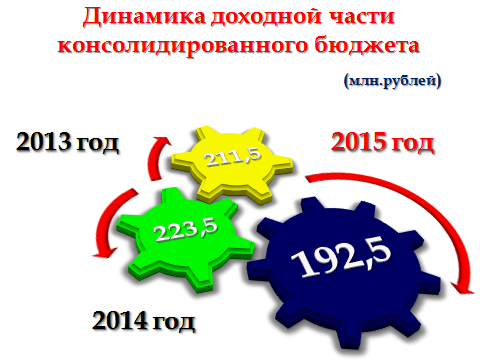 Динамика доходной части
консолидированного бюджета
(млн.рублей)
2013 год
211,5
2015 год
223,5
192,5
2014 год